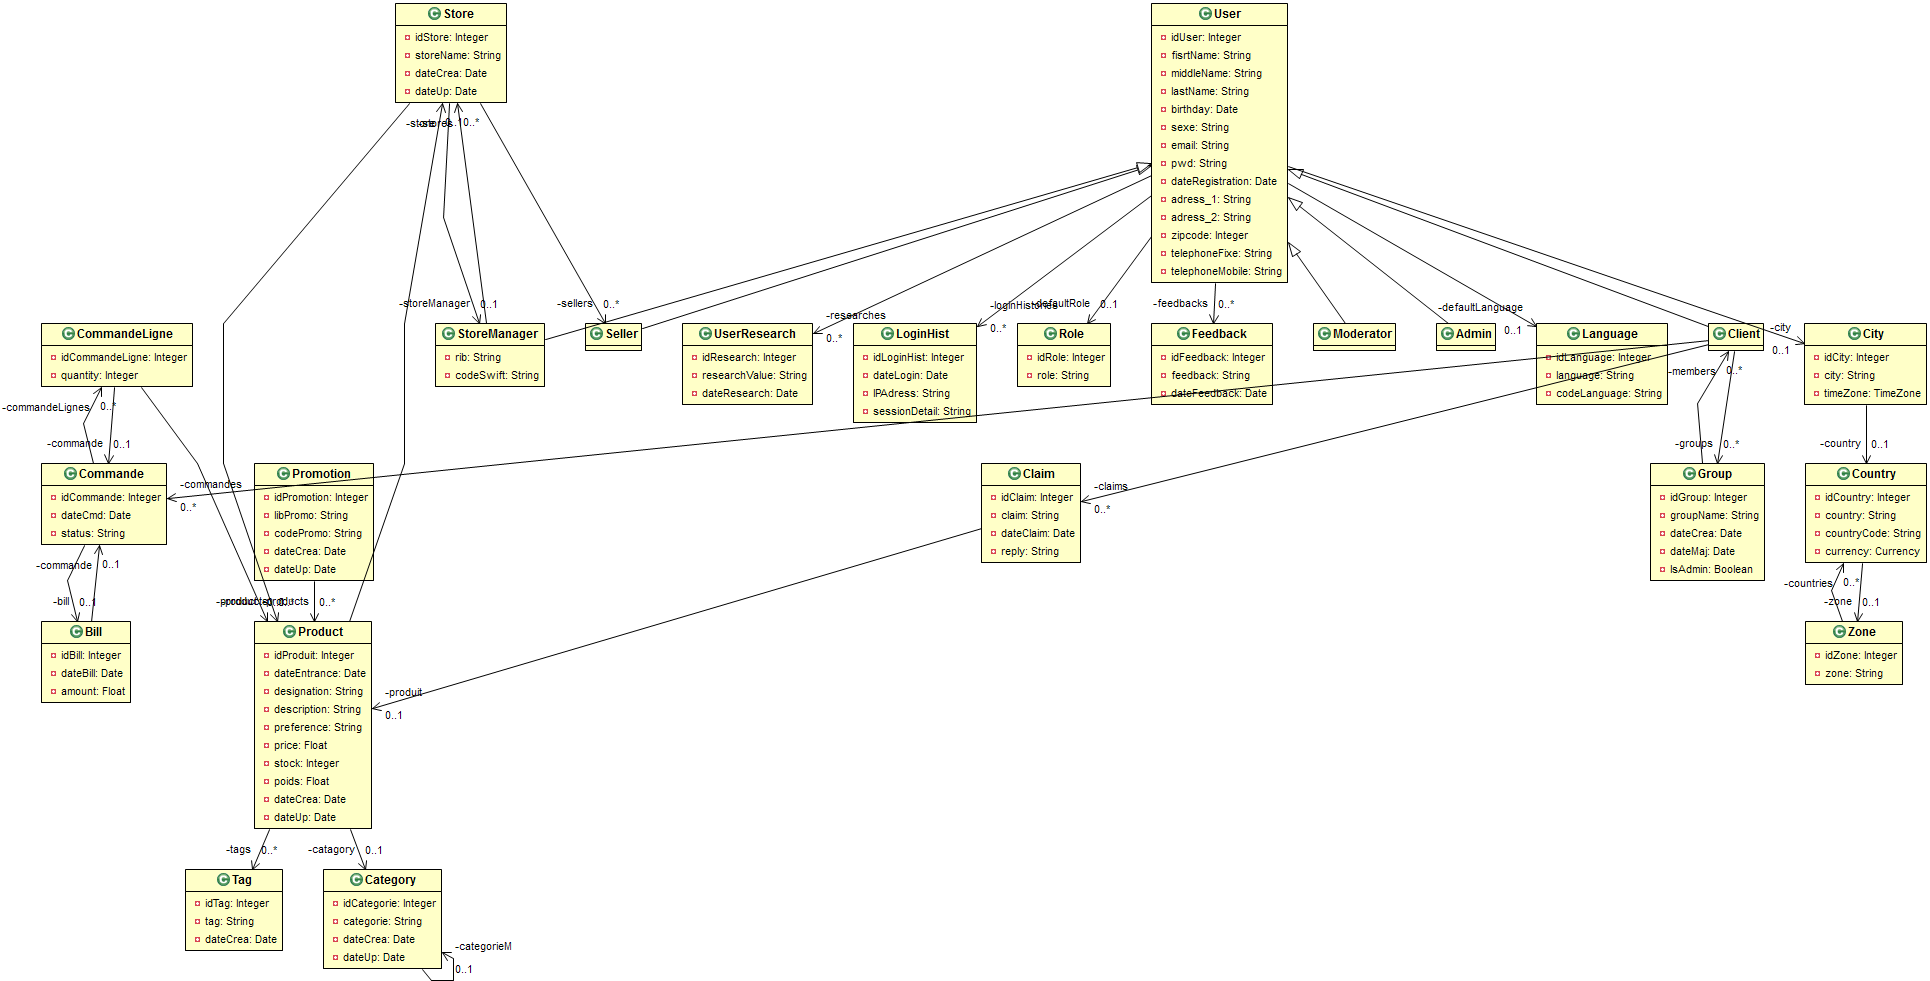 Store
idStore: Integer
storeName: String
dateCrea: Date
dateUp: Date
User
idUser: Integer
fisrtName: String
middleName: String
lastName: String
birthday: Date
sexe: String
email: String
pwd: String
dateRegistration: Date
adress_1: String
adress_2: String
zipcode: Integer
telephoneFixe: String
telephoneMobile: String
-store
-stores
0..1
0..*
-storeManager
0..1
-sellers
0..*
-researches
0..*
-loginHistories
0..*
-defaultRole
0..1
-feedbacks
0..*
-defaultLanguage
0..1
-city
0..1
CommandeLigne
idCommandeLigne: Integer
quantity: Integer
StoreManager
rib: String
codeSwift: String
Seller
UserResearch
idResearch: Integer
researchValue: String
dateResearch: Date
LoginHist
idLoginHist: Integer
dateLogin: Date
IPAdress: String
sessionDetail: String
Role
idRole: Integer
role: String
Feedback
idFeedback: Integer
feedback: String
dateFeedback: Date
Moderator
Admin
Language
idLanguage: Integer
language: String
codeLanguage: String
Client
City
idCity: Integer
city: String
timeZone: TimeZone
-commandeLignes
0..*
-commande
0..1
-members
0..*
-groups
0..*
-country
0..1
Commande
idCommande: Integer
dateCmd: Date
status: String
-commandes
0..*
Promotion
idPromotion: Integer
libPromo: String
codePromo: String
dateCrea: Date
dateUp: Date
Claim
idClaim: Integer
claim: String
dateClaim: Date
reply: String
-claims
0..*
Group
idGroup: Integer
groupName: String
dateCrea: Date
dateMaj: Date
IsAdmin: Boolean
Country
idCountry: Integer
country: String
countryCode: String
currency: Currency
-commande
0..1
-bill
0..1
-products
0..*
-countries
0..*
-zone
0..1
Bill
idBill: Integer
dateBill: Date
amount: Float
Product
idProduit: Integer
dateEntrance: Date
designation: String
description: String
preference: String
price: Float
stock: Integer
poids: Float
dateCrea: Date
dateUp: Date
-produit
0..1
Zone
idZone: Integer
zone: String
-tags
0..*
-catagory
0..1
Tag
idTag: Integer
tag: String
dateCrea: Date
Category
idCategorie: Integer
categorie: String
dateCrea: Date
dateUp: Date
-categorieM
0..1